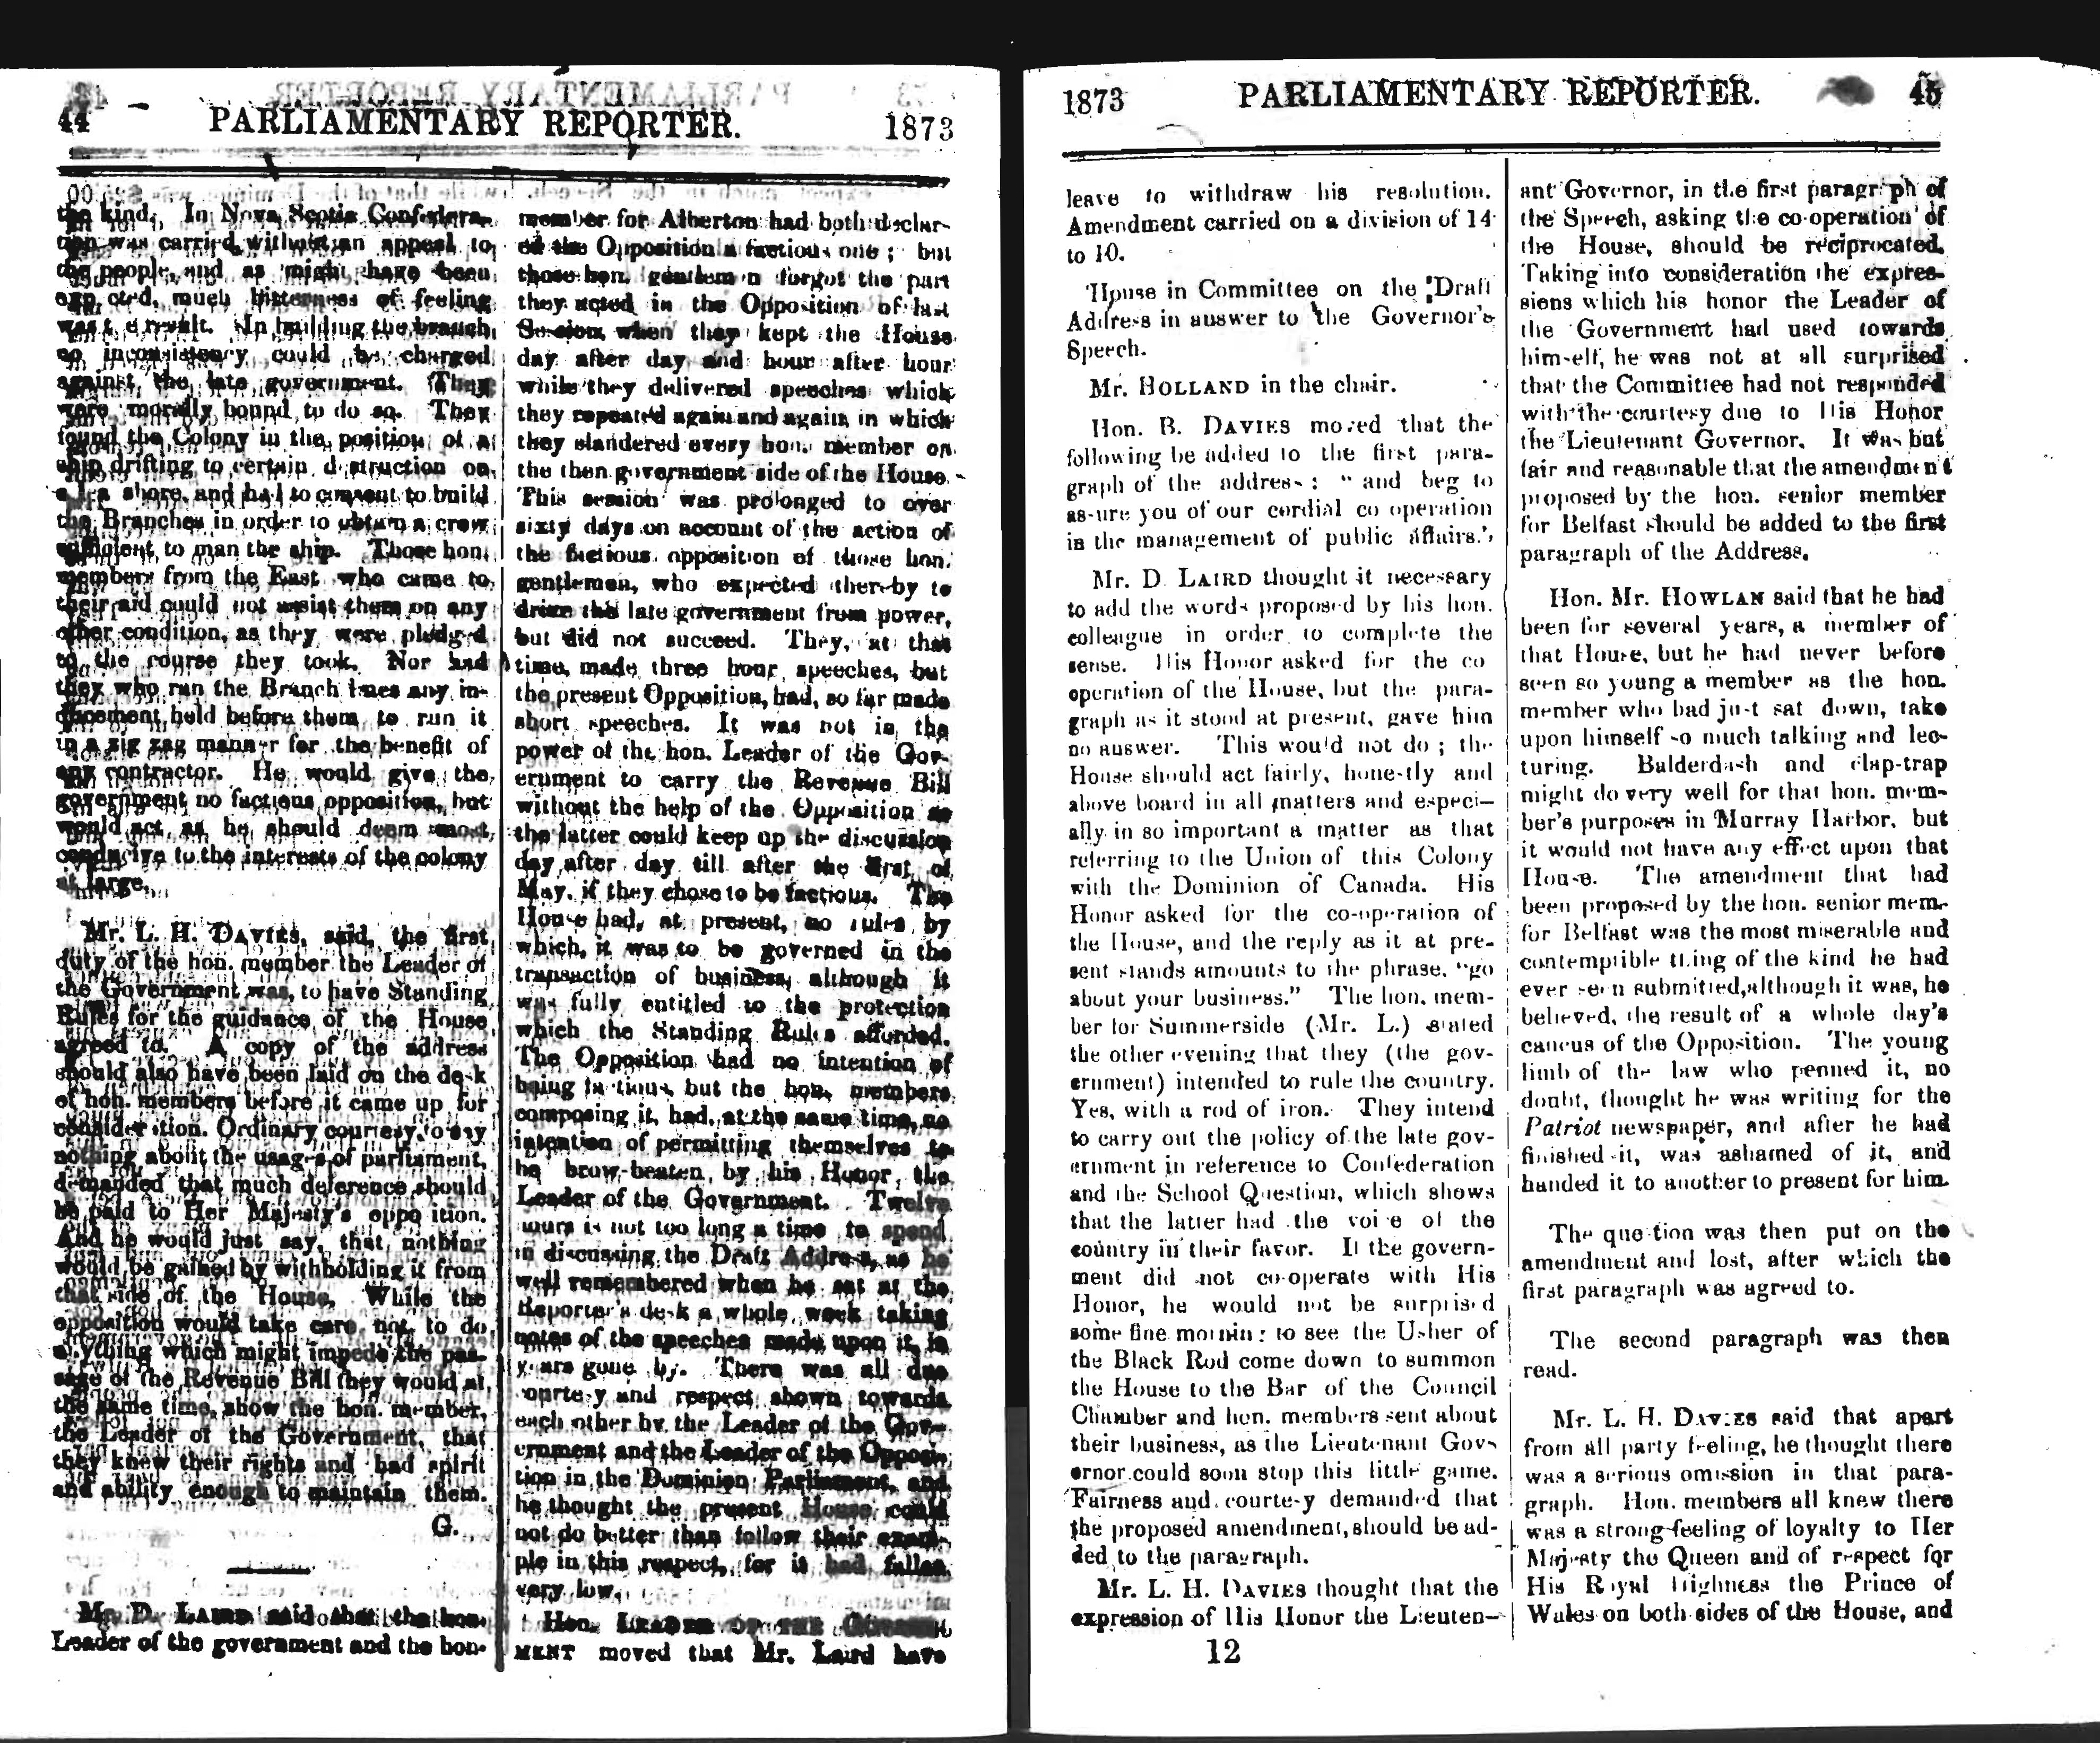 44 PARLIAMENTARY REPORTER. 1873
the kind. In Nova Scotia Confedera-
tion was carried without an appeal to
the people, and as might have been
exp cted, much bitterness of feeling
was t e result. In building the branch
no inconsistency could be charged
against the late government. They
were morally bound to do so. They
found the Colony in the position of a
ship drifting to certain d struction on
a lea shore, and had to consent to build
the Branches in order to obtain a crew
sufficient to man the ship. Those hon.
members from the East who came to
their aid could not assist them on any
other condition, as they were pledged
to the course they took. Nor had
they who ran the Branch lines any in-
ducement held before them to run it
in a zig zag manner for the benefit of
any contractor. He would give the
government no factious opposition, but
would act as he should deem most
conducive to the interests of the colony
at large.
Mr. L. H. DAVIES, said, the first
duty of the hon. member the Leader of
the Government was, to have Standing
Rules for the guidance of the House
agreed to. A copy of the address
should also have been laid on the desk
of hon. members before it came up for
consideration. Ordinary courtesy, to say
nothing about the usages of parliament,
demanded that much deference should
be paid to Her Majesty's oppo ition.
And he would just say, that nothing
would be gained by withholding it from
that side of the House. While the
opposition would take care not to do
anything which might impede the pas-
sage of the Revenue Bill they would at
the same time, show the hon. member,
the Leader of the Government, that
they knew their rights and had spirit
and ability enough to maintain them.
G.
Mr. D. LAIRD said that the hon.
Leader of the government and the hon-
member for Alberton had both declar-
ed the Opposition a factious one; but
those hon. gentlem n forgot the part
they acted in the Opposition of last
Session, when they kept the House
day after day and hour after hour
while they delivered speeches which
they repeated again and again, in which
they slandered every hon. member on
the then government side of the House.
This session was prolonged to over
sixty days on account of the action of
the factious opposition of those hon.
gentlemen, who expected thereby to
drive the late government from power,
but did not succeed. They, at that
time, made three hour speeches, but
the present Opposition, had, so far made
short speeches. It was not in the
power of the hon. Leader of the Gov-
ernment to carry the Revenue Bill
without the help of the Opposition as
the latter could keep up the discussion
day after day till after the first of
May, if they chose to be factious. The
House had, at present, no rules by
which, it was to be governed in the
transaction of business, although it
was fully entitled to the protection
which the Standing Rules afforded.
The Opposition had no intention of
being factious, but the hon. members
composing it, had, at the same time, no
intention of permitting themselves to
be brow-beaten by his Honor the
Leader of the Government. Twelve
hours is not too long a time to spend
in discussing the Draft Address, as he
well remembered when he sat at the
Reporter's desk a whole week taking
notes of the speeches made upon it, in
years gone by. There was all due
courtesy and respect shown towards
each other by the Leader of the Gov-
ernment and the Leader of the Opposi-
tion in the Dominion Parliament, and
he thought the present House could
not do better than follow their exam-
ple in this respect, for it had fallen
very low.
Hon. LEADER OF THE GOVERN-
MENT moved that Mr. Laird have
1873 PARLIAMENTARY REPORTER. 45
leave to withdraw his resolution.
Amendment carried on a division of 14
to 10.
House in Committee on the Draft
Address in answer to the Governor's
Speech.
Mr. HOLLAND in the chair.
Hon. B. DAVIES moved that the
following be added to the first para-
graph of the address: "and beg to
as-ure you of our cordial co operation
in the management of public affairs."
Mr. D. LAIRD thought it necessary
to add the words proposed by his hon.
colleague in order to complete the
sense. His Honor asked for the co
operation of the House, but the para-
graph as it stood at present, gave him
no answer. This would not do; the
House should act fairly, honestly and
above board in all matters and especi-
ally in so important a matter as that
referring to the Union of this Colony
with the Dominion of Canada. His
Honor asked for the co-operation of
the House, and the reply as it at pre-
sent stands amounts to the phrase, "go
about your business." The hon. mem-
ber for Summerside (Mr. L.) stated
the other evening that they (the gov-
ernment) intended to rule the country.
Yes, with a rod of iron. They intend
to carry out the policy of the late gov-
ernment in reference to Confederation
and the School Question, which shows
that the latter had the voice of the
country in their favor. If the govern-
ment did not co-operate with His
Honor, he would not be surprised
some fine morning to see the Usher of
the Black Rod come down to summon
the House to the Bar of the Council
Chamber and hon. members sent about
their business, as the Lieutenant Gov-
ernor could soon stop this little game.
Fairness and courtesy demanded that
the proposed amendment, should be ad-
ded to the paragraph.
Mr. L. H. DAVIES thought that the
expression of His Honor the Lieuten-
12
ant Governor, in the first paragraph of
the Speech, asking the co-operation of
the House, should be reciprocated.
Taking into consideration the expres-
sions which his honor the Leader of
the Government had used towards
himself, he was not at all surprised
that the Committee had not responded
with the courtesy due to His Honor
the Lieutenant Governor. It was but
fair and reasonable that the amendment
proposed by the hon. senior member
for Belfast should be added to the first
paragraph of the Address.
Hon. Mr. HOWLAN said that he had
been for several years, a member of
that House, but he had never before
seen so young a member as the hon.
member who had just sat down, take
upon himself so much talking and lec-
turing. Balderdash and clap-trap
might do very well for that hon. mem-
ber's purposes in Murray Harbor, but
it would not have any effect upon that
House. The amendment that had
been proposed by the hon. senior mem-
for Belfast was the most miserable and
contemptible thing of the kind he had
ever seen submitted, although it was, he
believed, the result of a whole day's
caucus of the Opposition. The young
limb of the law who penned it, no
doubt, thought he was writing for the
Patriot newspaper, and after he had
finished it, was ashamed of it, and
handed it to another to present for him.
The que tion was then put on the
amendment and lost, after which the
first paragraph was agreed to.
The second paragraph was then
read.
Mr. L. H. DAVIES said that apart
from all party feeling, he thought there
was a serious omission in that para-
graph. Hon. members all knew there
was a strong feeling of loyalty to Her
Majesty the Queen and of respect for
His Royal Highness the Prince of
Wales on both sides of the House, and